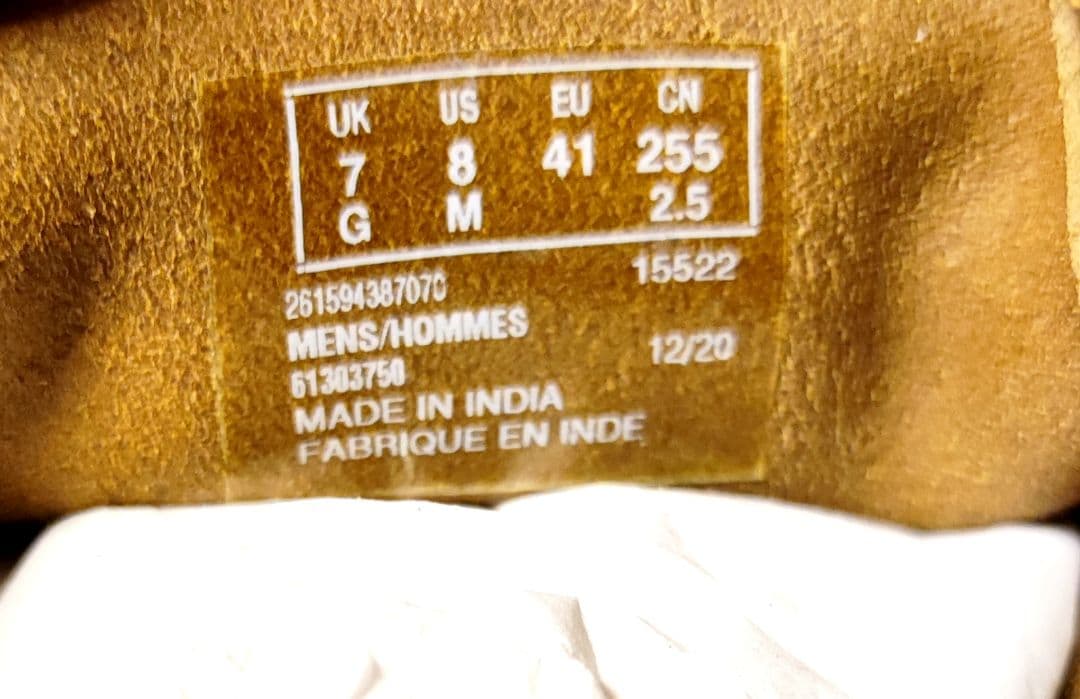 UK US EU CN
7 8 41 255
G M 2.5
261594387070 15522
MENS/HOMMES
61303750 12/20
MADE IN INDIA
FABRIQUE EN INDE